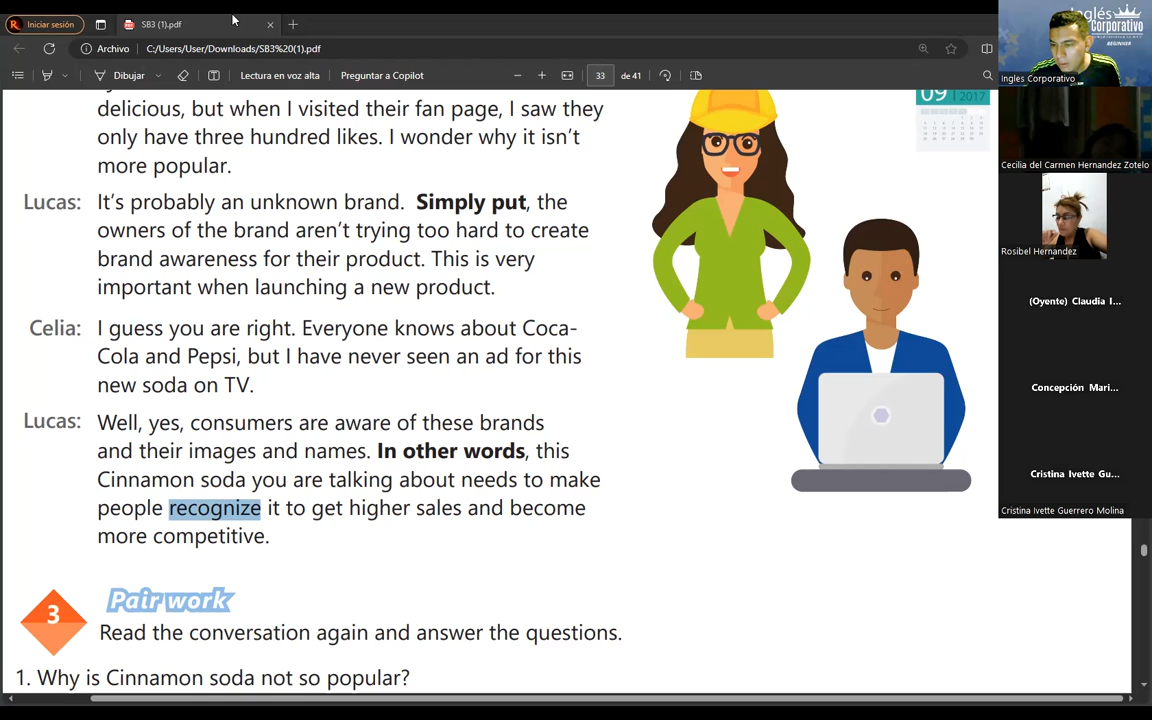 Iniciar sesión
SB3 (1).pdf
Archivo
C:/Users/User/Downloads/SB3%20(1).pdf
Dibujar
Lectura en voz alta
Preguntar a Copilot
33
de 41
delicious, but when I visited their fan page, I saw they
only have three hundred likes. I wonder why it isn't
more popular.
Lucas: It's probably an unknown brand. Simply put, the
owners of the brand aren't trying too hard to create
brand awareness for their product. This is very
important when launching a new product.
Celia: I guess you are right. Everyone knows about Coca-
Cola and Pepsi, but I have never seen an ad for this
new soda on TV.
Lucas: Well, yes, consumers are aware of these brands
and their images and names. In other words, this
Cinnamon soda you are talking about needs to make
people recognize it to get higher sales and become
more competitive.
3
Pair work
Read the conversation again and answer the questions.
1. Why is Cinnamon soda not so popular?
09 2017
Inglés
Corporativo
BEGINNER
Ingles Corporativo
Cecilia del Carmen Hernandez Zotelo
Rosibel Hernandez
(Oyente) Claudia I...
Concepción Mari...
Cristina Ivette Gu...
Cristina Ivette Guerrero Molina